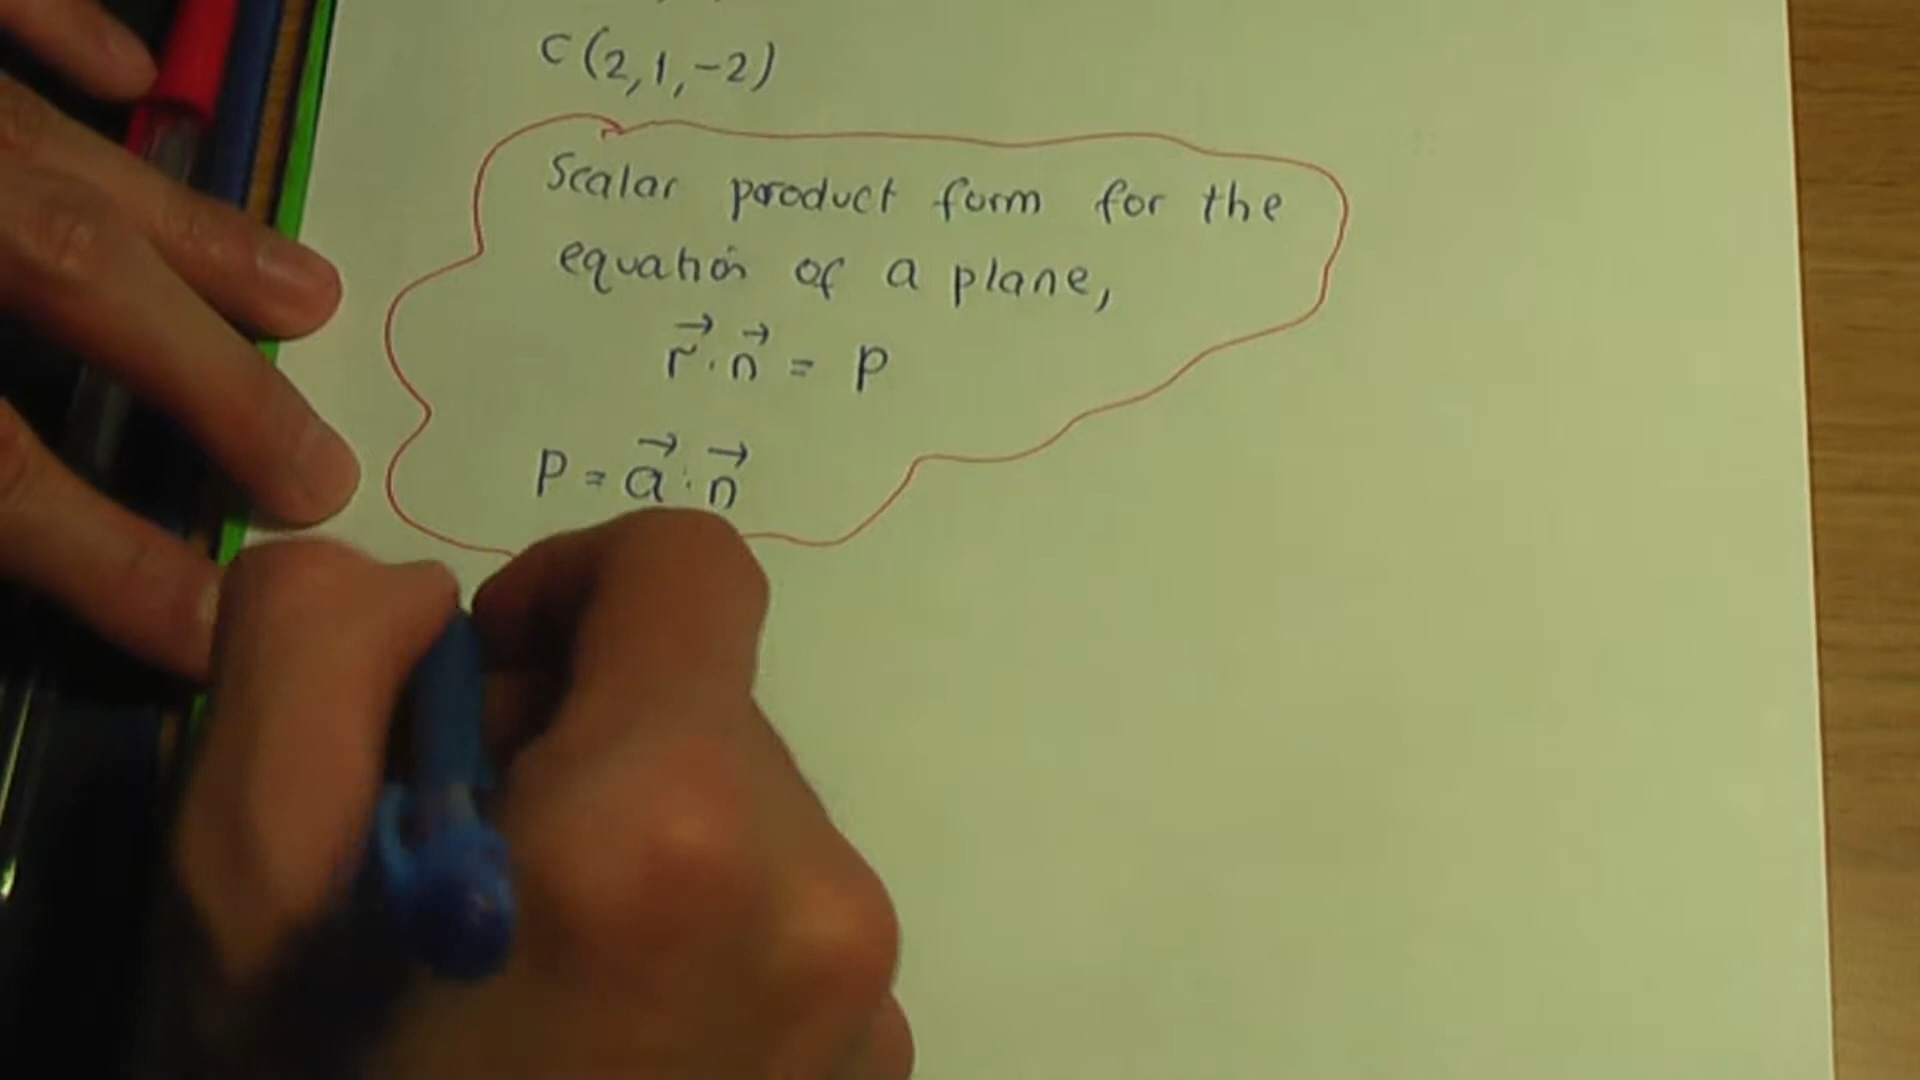 C (2, 1, -2)
Scalar product form for the
equation of a plane,
r⃗ · n⃗ = p
p = a⃗ · n⃗